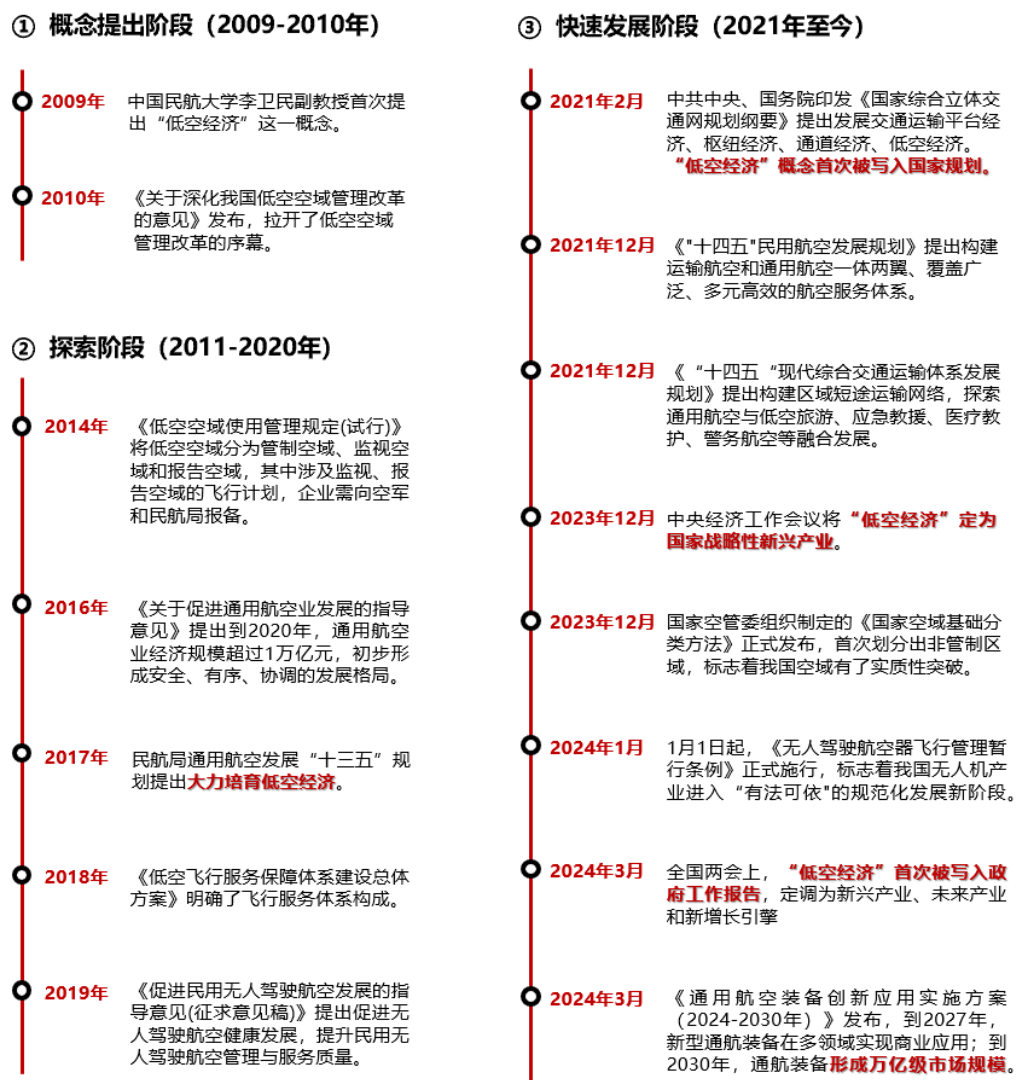 ① 概念提出阶段（2009-2010年）
2009年
中国民航大学李卫民副教授首次提
出“低空经济”这一概念。
2010年
《关于深化我国低空空域管理改革
的意见》发布，拉开了低空空域
管理改革的序幕。
② 探索阶段（2011-2020年）
2014年
《低空空域使用管理规定(试行)》
将低空空域分为管制空域、监视空
域和报告空域，其中涉及监视、报
告空域的飞行计划，企业需向空军
和民航局报备。
2016年
《关于促进通用航空业发展的指导
意见》提出到2020年，通用航空
业经济规模超过1万亿元，初步形
成安全、有序、协调的发展格局。
2017年
民航局通用航空发展“十三五”规
划提出大力培育低空经济。
2018年
《低空飞行服务保障体系建设总体
方案》明确了飞行服务体系构成。
2019年
《促进民用无人驾驶航空发展的指
导意见(征求意见稿)》提出促进无
人驾驶航空健康发展，提升民用无
人驾驶航空管理与服务质量。
③ 快速发展阶段（2021年至今）
2021年2月
中共中央、国务院印发《国家综合立体交
通网规划纲要》提出发展交通运输平台经
济、枢纽经济、通道经济、低空经济。
“低空经济”概念首次被写入国家规划。
2021年12月
《"十四五"民用航空发展规划》提出构建
运输航空和通用航空一体两翼、覆盖广
泛、多元高效的航空服务体系。
2021年12月
《“十四五“现代综合交通运输体系发展
规划》提出构建区域短途运输网络，探索
通用航空与低空旅游、应急教援、医疗教
护、警务航空等融合发展。
2023年12月
中央经济工作会议将“低空经济”定为
国家战略性新兴产业。
2023年12月
国家空管委组织制定的《国家空域基础分
类方法》正式发布，首次划分出非管制区
域，标志着我国空域有了实质性突破。
2024年1月
1月1日起，《无人驾驶航空器飞行管理暂
行条例》正式施行，标志着我国无人机产
业进入“有法可依"的规范化发展新阶段。
2024年3月
全国两会上，“低空经济”首次被写入政
府工作报告，定调为新兴产业、未来产业
和新增长引擎
2024年3月
《通用航空装备创新应用实施方案
（2024-2030年）》发布，到2027年，
新型通航装备在多领域实现商业应用；到
2030年，通航装备形成万亿级市场规模。